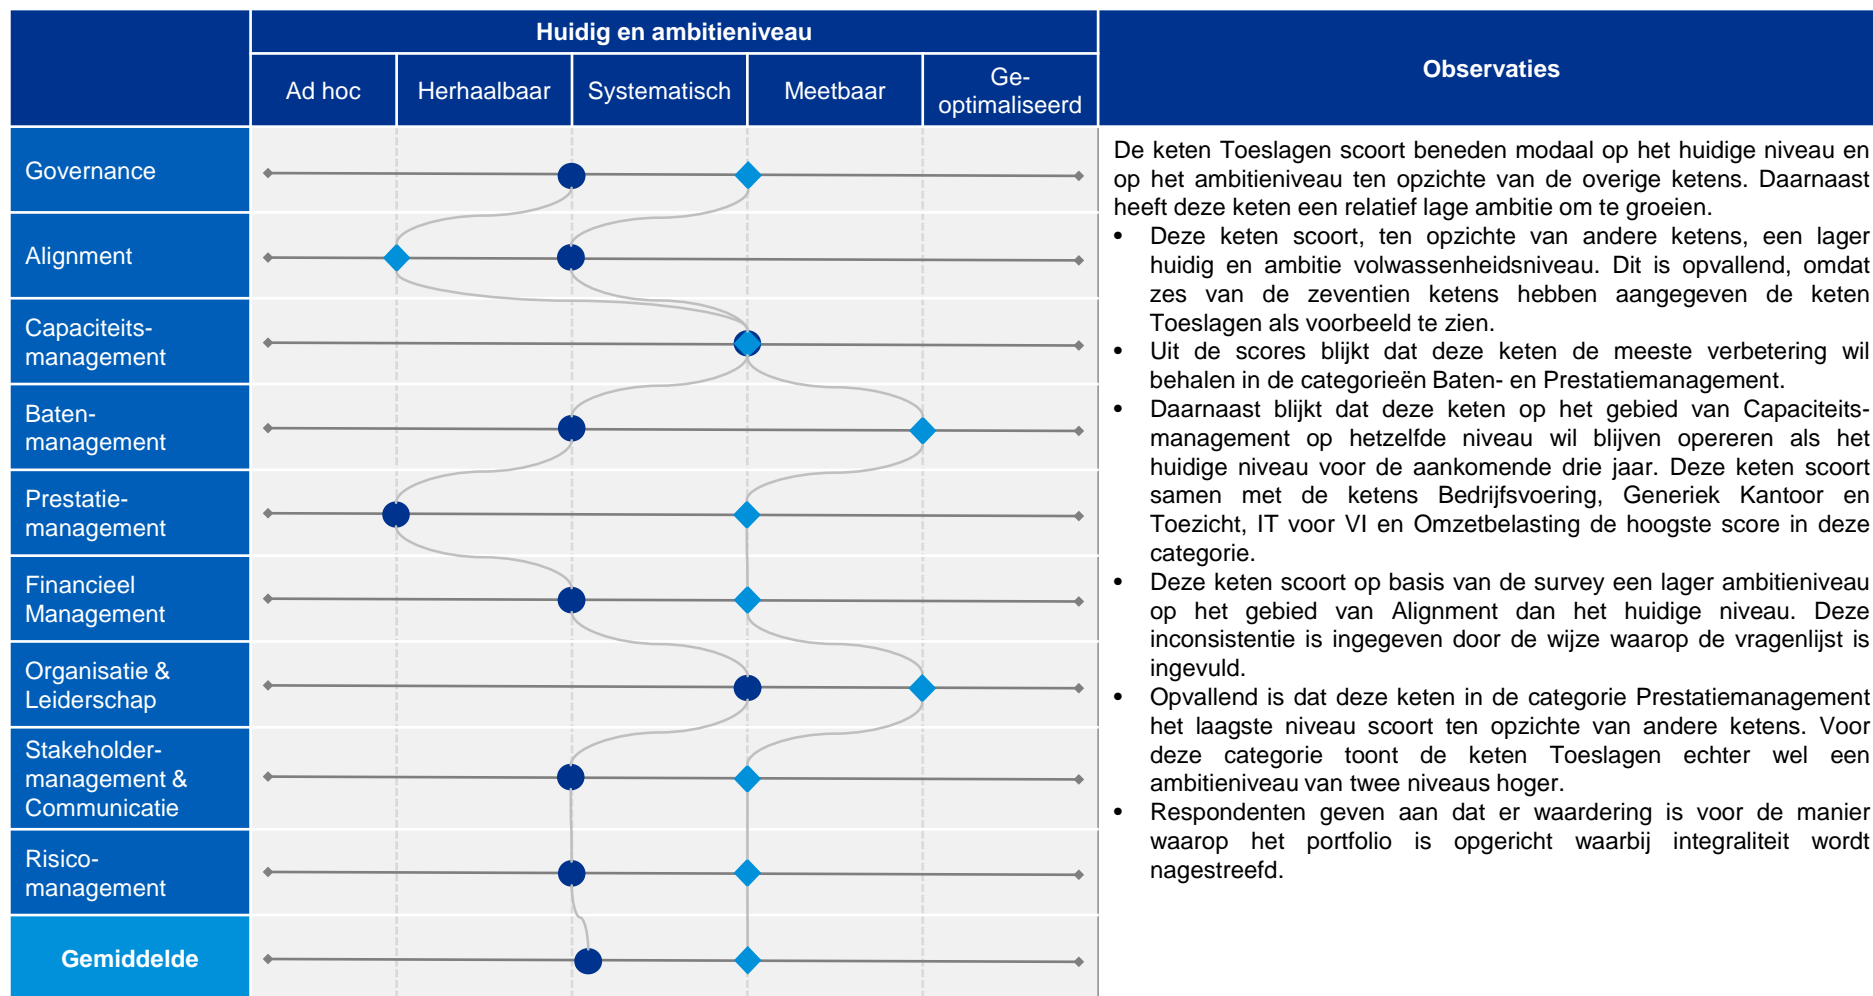 Huidig en ambitieniveau
Observaties
Ad hoc
Herhaalbaar
Systematisch
Meetbaar
Ge-
optimaliseerd
Governance
Alignment
Capaciteits-
management
Baten-
management
Prestatie-
management
Financieel
Management
Organisatie &
Leiderschap
Stakeholder-
management &
Communicatie
Risico-
management
Gemiddelde
De keten Toeslagen scoort beneden modaal op het huidige niveau en
op het ambitieniveau ten opzichte van de overige ketens. Daarnaast
heeft deze keten een relatief lage ambitie om te groeien.
• Deze keten scoort, ten opzichte van andere ketens, een lager
huidig en ambitie volwassenheidsniveau. Dit is opvallend, omdat
zes van de zeventien ketens hebben aangegeven de keten
Toeslagen als voorbeeld te zien.
• Uit de scores blijkt dat deze keten de meeste verbetering wil
behalen in de categorieën Baten- en Prestatiemanagement.
• Daarnaast blijkt dat deze keten op het gebied van Capaciteits-
management op hetzelfde niveau wil blijven opereren als het
huidige niveau voor de aankomende drie jaar. Deze keten scoort
samen met de ketens Bedrijfsvoering, Generiek Kantoor en
Toezicht, IT voor VI en Omzetbelasting de hoogste score in deze
categorie.
• Deze keten scoort op basis van de survey een lager ambitieniveau
op het gebied van Alignment dan het huidige niveau. Deze
inconsistentie is ingegeven door de wijze waarop de vragenlijst is
ingevuld.
• Opvallend is dat deze keten in de categorie Prestatiemanagement
het laagste niveau scoort ten opzichte van andere ketens. Voor
deze categorie toont de keten Toeslagen echter wel een
ambitieniveau van twee niveaus hoger.
• Respondenten geven aan dat er waardering is voor de manier
waarop het portfolio is opgericht waarbij integraliteit wordt
nagestreefd.